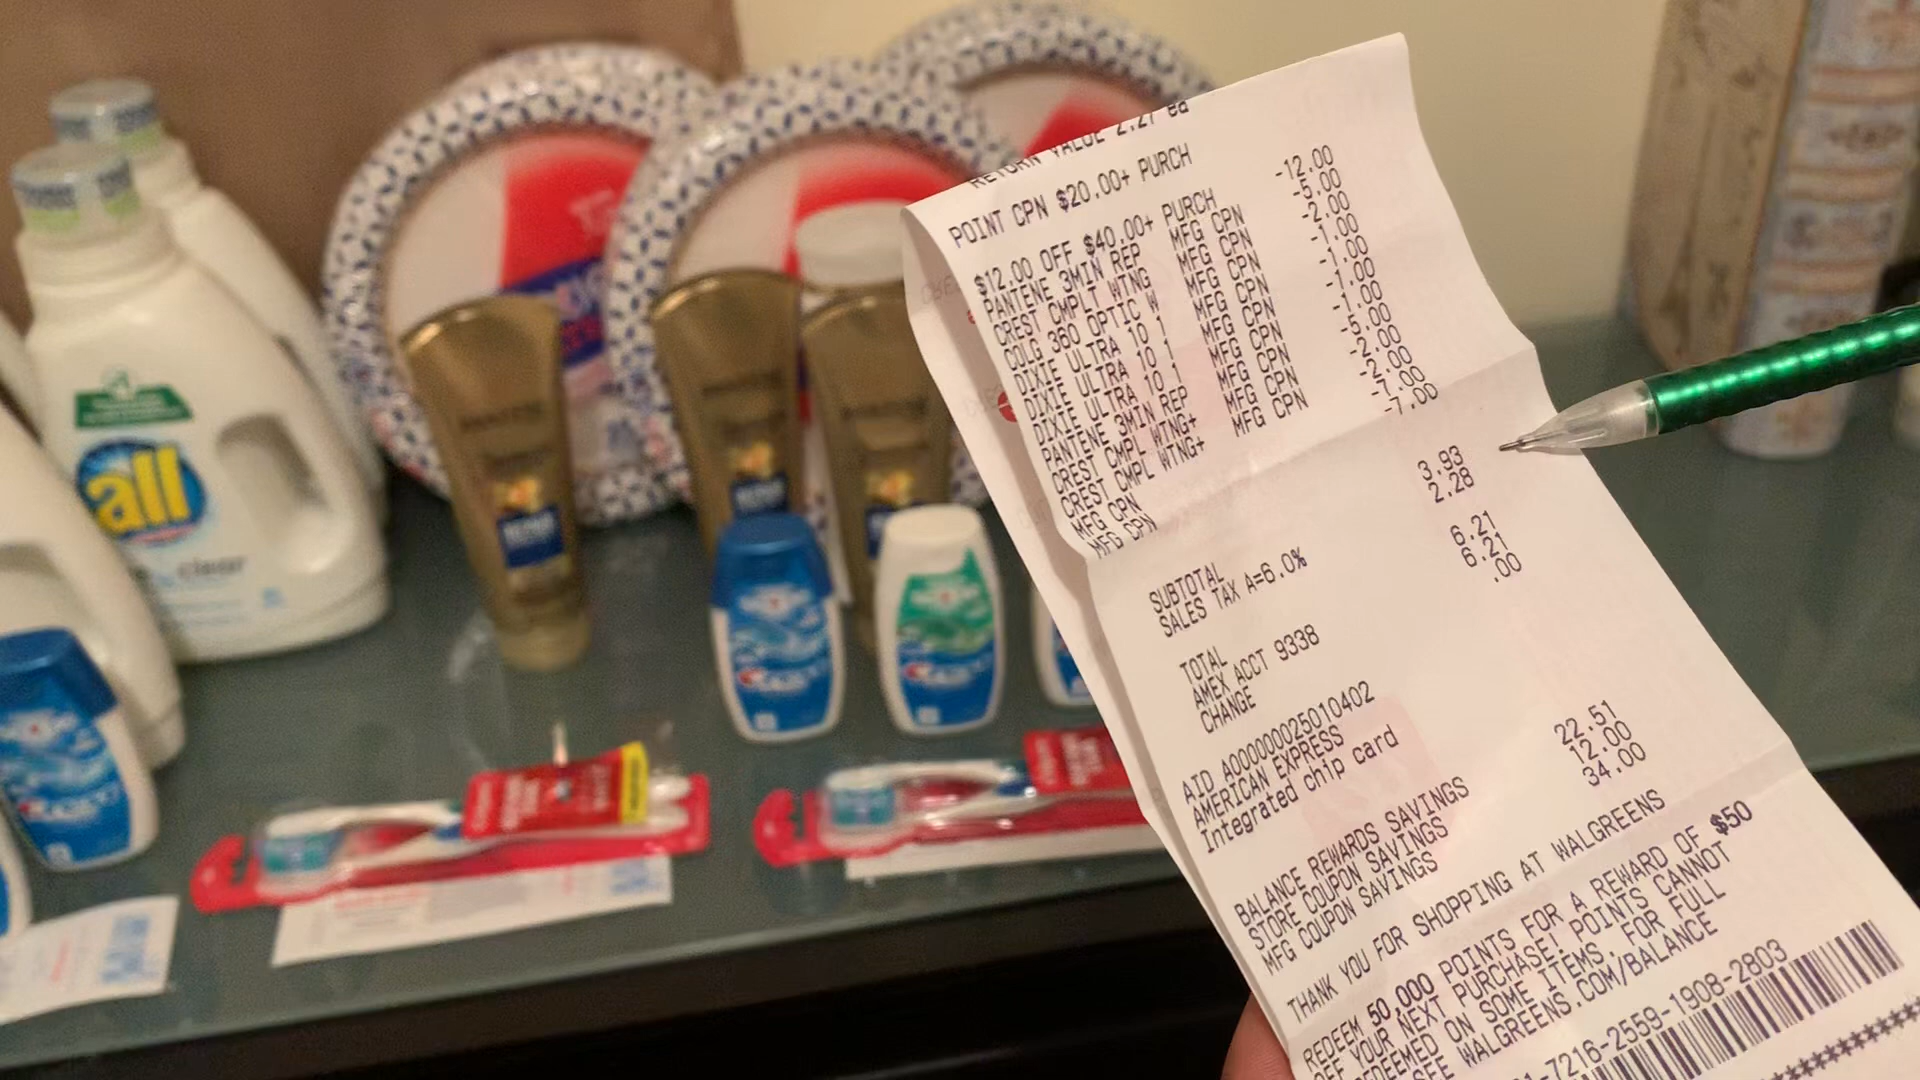 RETURN VALUE 2.27 ea
POINT CPN $20.00+ PURCH
$12.00 OFF $40.00+ PURCH -12.00
PANTENE 3MIN REP MFG CPN -5.00
CREST CMPLT WTNG MFG CPN -2.00
COLG 360 OPTIC W MFG CPN -1.00
DIXIE ULTRA 10 1 MFG CPN -1.00
DIXIE ULTRA 10 1 MFG CPN -1.00
DIXIE ULTRA 10 1 MFG CPN -1.00
PANTENE 3MIN REP MFG CPN -5.00
CREST CMPL WTNG+ MFG CPN -2.00
CREST CMPL WTNG+ MFG CPN -2.00
MFG CPN -7.00
MFG CPN
SUBTOTAL 3.93
SALES TAX A=6.0% 2.28
TOTAL 6.21
AMEX ACCT 9338 6.21
CHANGE .00
AID A000000025010402
AMERICAN EXPRESS
Integrated chip card
BALANCE REWARDS SAVINGS 22.51
STORE COUPON SAVINGS 12.00
MFG COUPON SAVINGS 34.00
THANK YOU FOR SHOPPING AT WALGREENS
REDEEM 50,000 POINTS FOR A REWARD OF $50
OFF YOUR NEXT PURCHASE! POINTS CANNOT
REDEEMED ON SOME ITEMS. FOR FULL
SEE WALGREENS.COM/BALANCE
1-7216-2559-1908-2803
all
clear